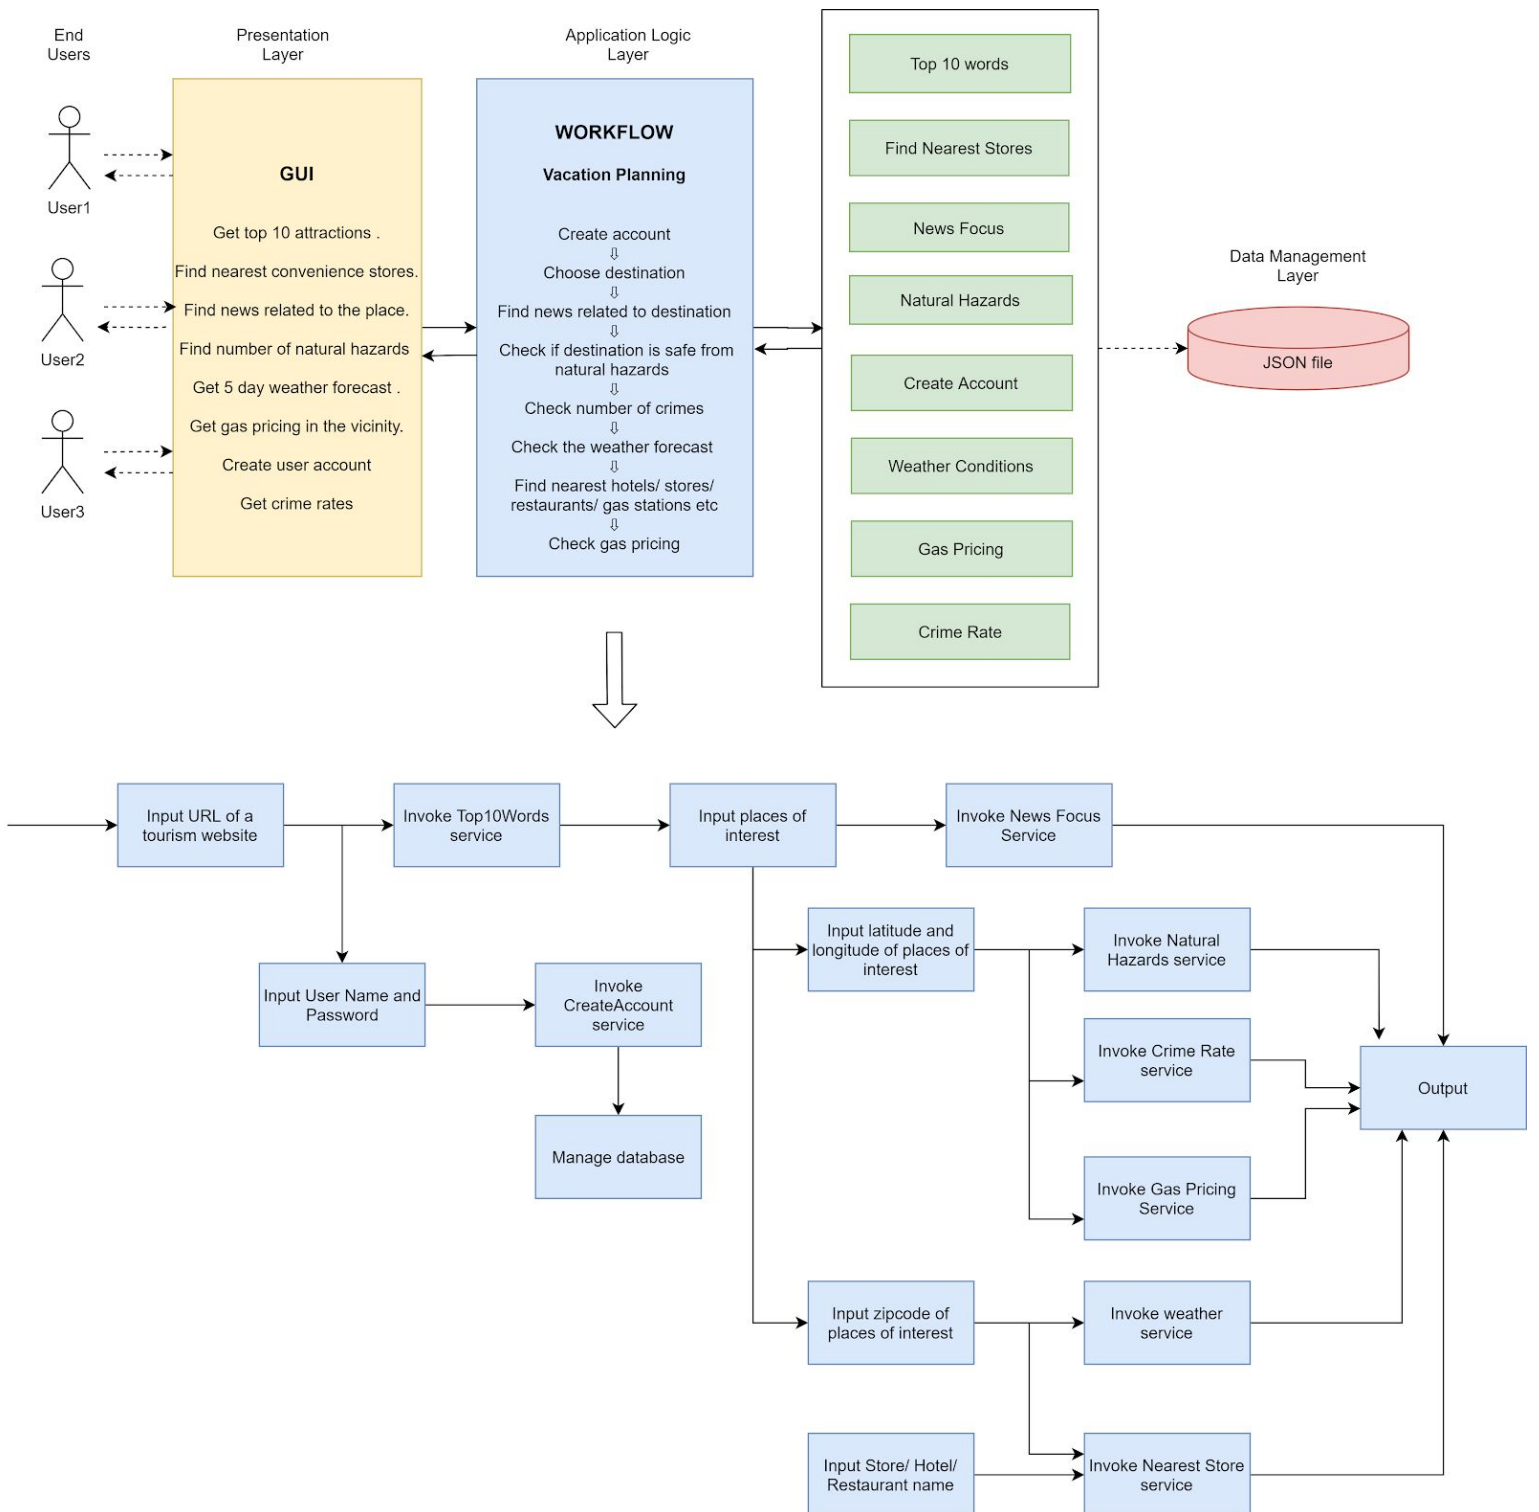 End
Users
Presentation
Layer
Application Logic
Layer
User1
User2
User3
GUI
Get top 10 attractions .
Find nearest convenience stores.
Find news related to the place.
Find number of natural hazards
Get 5 day weather forecast .
Get gas pricing in the vicinity.
Create user account
Get crime rates
WORKFLOW
Vacation Planning
Create account
⇩
Choose destination
⇩
Find news related to destination
⇩
Check if destination is safe from
natural hazards
⇩
Check number of crimes
⇩
Check the weather forecast
⇩
Find nearest hotels/ stores/
restaurants/ gas stations etc
⇩
Check gas pricing
Top 10 words
Find Nearest Stores
News Focus
Natural Hazards
Create Account
Weather Conditions
Gas Pricing
Crime Rate
Data Management
Layer
JSON file
Input URL of a
tourism website
Invoke Top10Words
service
Input places of
interest
Invoke News Focus
Service
Input User Name and
Password
Invoke
CreateAccount
service
Manage database
Input latitude and
longitude of places of
interest
Invoke Natural
Hazards service
Invoke Crime Rate
service
Invoke Gas Pricing
Service
Output
Input zipcode of
places of interest
Invoke weather
service
Input Store/ Hotel/
Restaurant name
Invoke Nearest Store
service